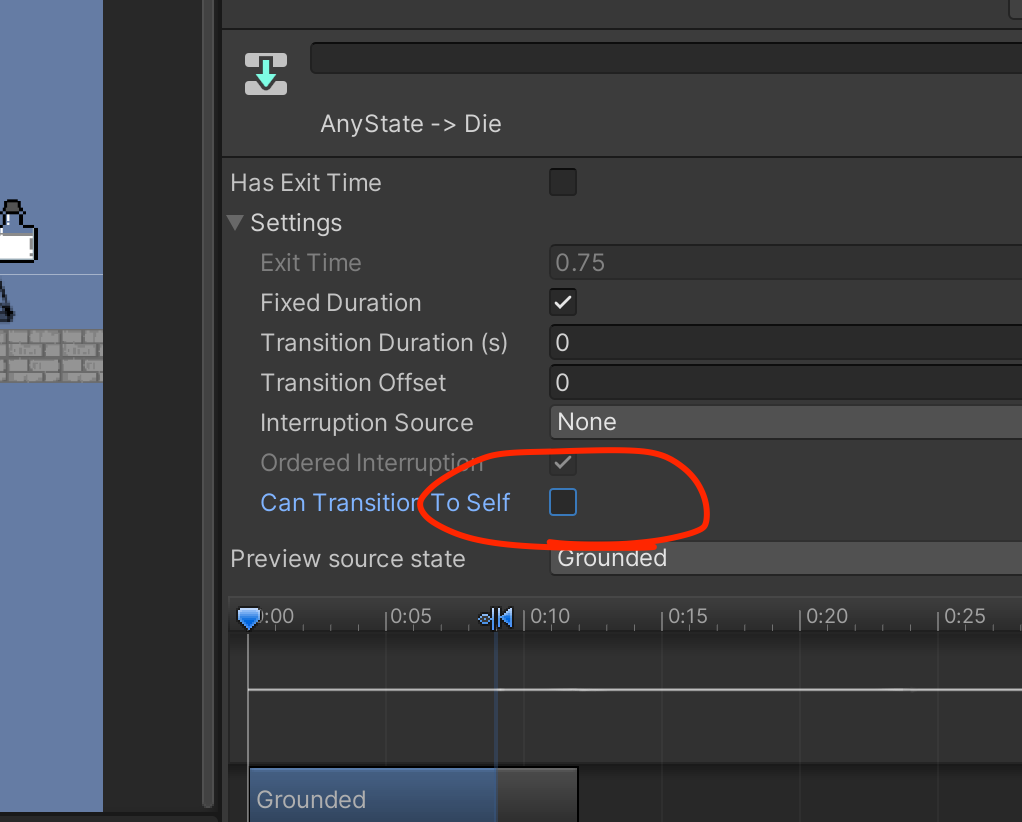 AnyState -> Die
Has Exit Time
Settings
Exit Time 0.75
Fixed Duration
Transition Duration (s) 0
Transition Offset 0
Interruption Source None
Ordered Interruption
Can Transition To Self
Preview source state Grounded
0:00 0:05 0:10 0:15 0:20 0:25
Grounded